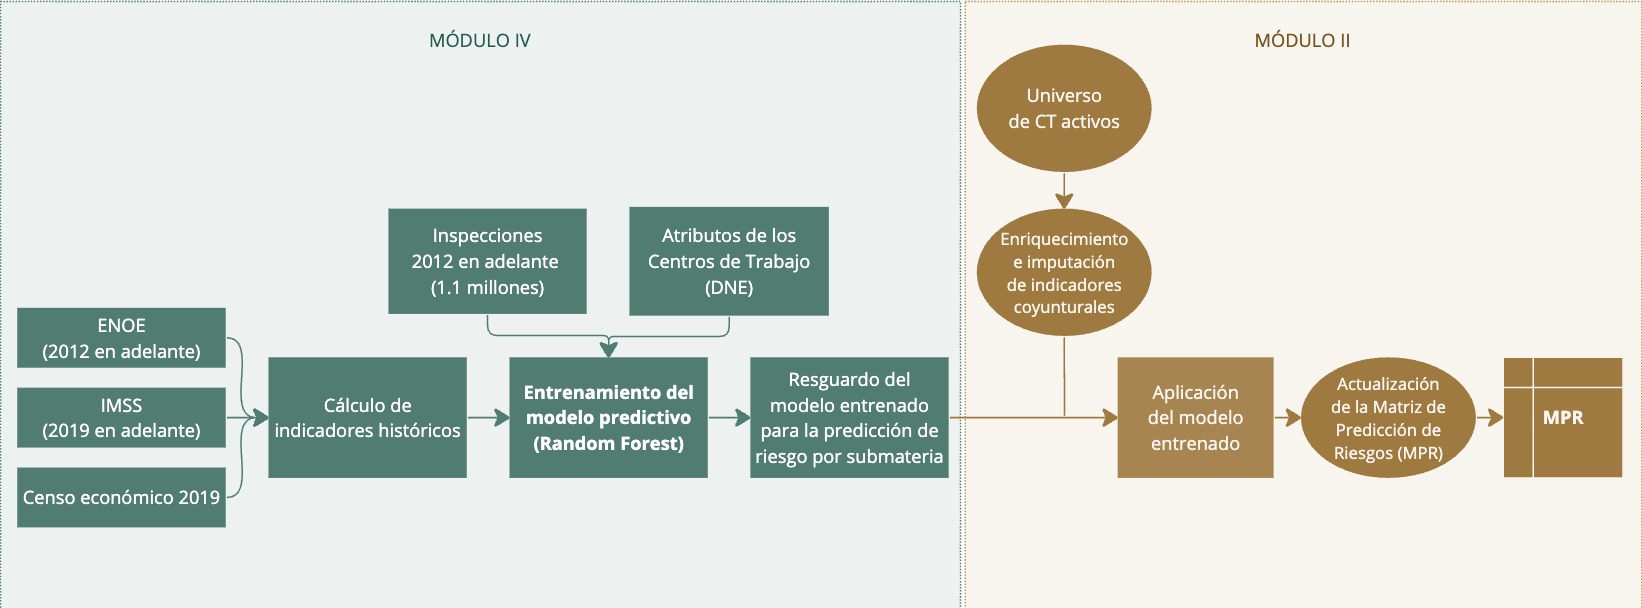 MÓDULO IV
Inspecciones
2012 en adelante
(1.1 millones)
Atributos de los
Centros de Trabajo
(DNE)
ENOE
(2012 en adelante)
IMSS
(2019 en adelante)
Censo económico 2019
Cálculo de
indicadores históricos
Entrenamiento del
modelo predictivo
(Random Forest)
Resguardo del
modelo entrenado
para la predicción de
riesgo por submateria
MÓDULO II
Universo
de CT activos
Enriquecimiento
e imputación
de indicadores
coyunturales
Aplicación
del modelo
entrenado
Actualización
de la Matriz de
Predicción de
Riesgos (MPR)
MPR